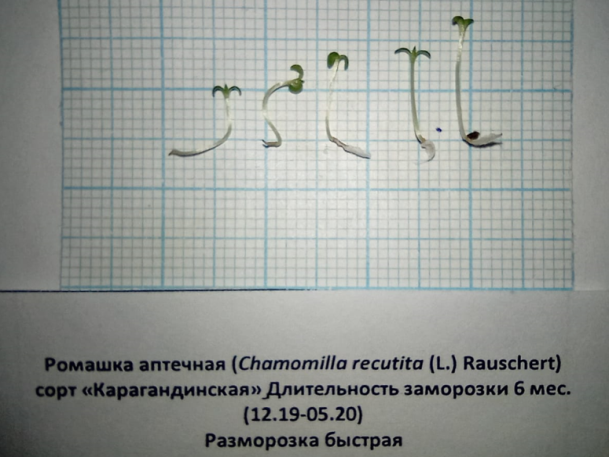 Ромашка аптечная (Chamomilla recutita (L.) Rauschert)
сорт «Карагандинская» Длительность заморозки 6 мес.
(12.19-05.20)
Разморозка быстрая